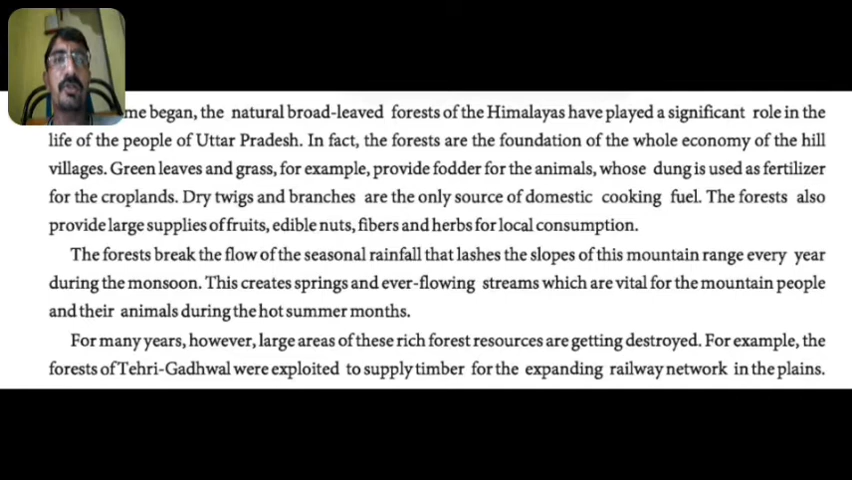 me began, the natural broad-leaved forests of the Himalayas have played a significant role in the
life of the people of Uttar Pradesh. In fact, the forests are the foundation of the whole economy of the hill
villages. Green leaves and grass, for example, provide fodder for the animals, whose dung is used as fertilizer
for the croplands. Dry twigs and branches are the only source of domestic cooking fuel. The forests also
provide large supplies of fruits, edible nuts, fibers and herbs for local consumption.
The forests break the flow of the seasonal rainfall that lashes the slopes of this mountain range every year
during the monsoon. This creates springs and ever-flowing streams which are vital for the mountain people
and their animals during the hot summer months.
For many years, however, large areas of these rich forest resources are getting destroyed. For example, the
forests of Tehri-Gadhwal were exploited to supply timber for the expanding railway network in the plains.